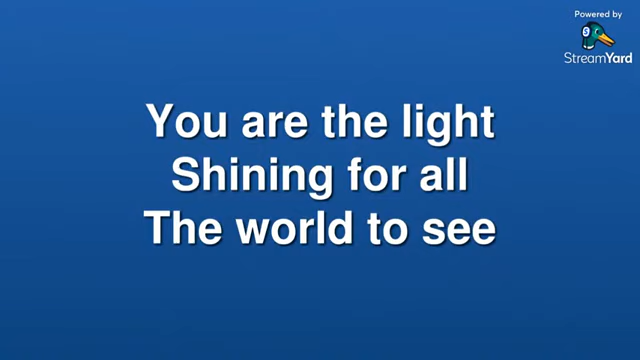 Powered by
StreamYard
You are the light
Shining for all
The world to see